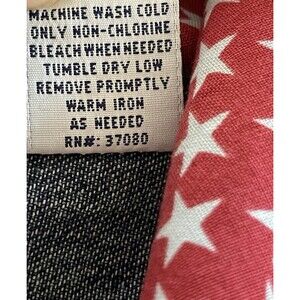 MACHINE WASH COLD
ONLY NON-CHLORINE
BLEACH WHEN NEEDED
TUMBLE DRY LOW
REMOVE PROMPTLY
WARM IRON
AS NEEDED
RN#: 37080